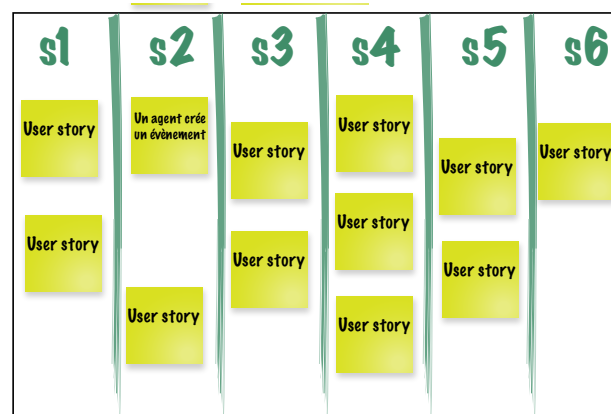 s1
s2
s3
s4
s5
s6
User story
User story
Un agent crée
un évènement
User story
User story
User story
User story
User story
User story
User story
User story
User story